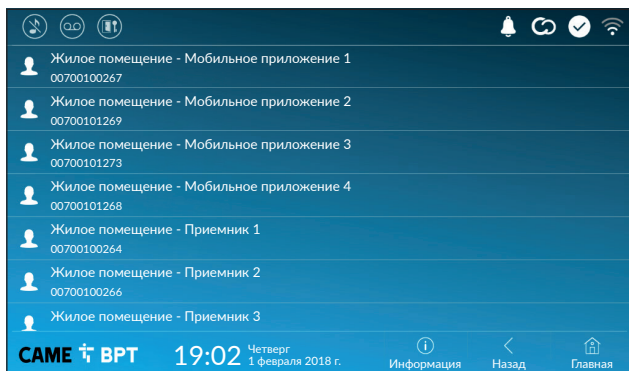 Жилое помещение - Мобильное приложение 1
00700100267
Жилое помещение - Мобильное приложение 2
00700101269
Жилое помещение - Мобильное приложение 3
00700101273
Жилое помещение - Мобильное приложение 4
00700101268
Жилое помещение - Приемник 1
00700100264
Жилое помещение - Приемник 2
00700100266
Жилое помещение - Приемник 3
CAME BPT
19:02
Четверг
1 февраля 2018 г.
Информация
Назад
Главная